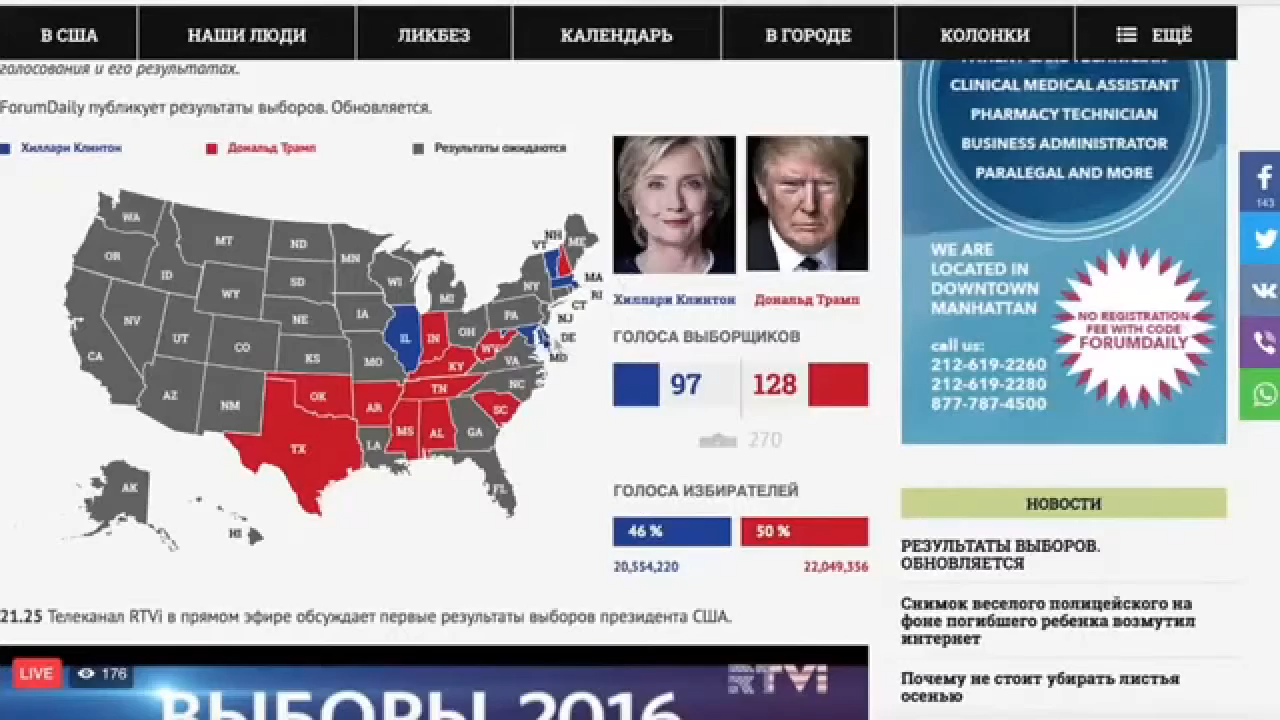 В США
НАШИ ЛЮДИ
ЛИКБЕЗ
КАЛЕНДАРЬ
В ГОРОДЕ
КОЛОНКИ
ЕЩЁ
голосования и его результатах.
ForumDaily публикует результаты выборов. Обновляется.
Хиллари Клинтон
Дональд Трамп
Результаты ожидаются
WA
OR
CA
ID
NV
MT
WY
UT
AZ
CO
NM
ND
SD
NE
KS
OK
TX
MN
IA
MO
AR
LA
WI
IL
MI
IN
OH
KY
TN
MS
AL
GA
FL
SC
NC
VA
WV
PA
NY
VT
NH
ME
MA
RI
CT
NJ
DE
MD
AK
HI
Хиллари Клинтон
Дональд Трамп
ГОЛОСА ВЫБОРЩИКОВ
97
128
270
ГОЛОСА ИЗБИРАТЕЛЕЙ
46 %
50 %
20,554,220
22,049,356
21.25 Телеканал RTVi в прямом эфире обсуждает первые результаты выборов президента США.
LIVE
176
RTVi
ВЫБОРЫ 2016
CLINICAL MEDICAL ASSISTANT
PHARMACY TECHNICIAN
BUSINESS ADMINISTRATOR
PARALEGAL AND MORE
WE ARE
LOCATED IN
DOWNTOWN
MANHATTAN
call us:
212-619-2260
212-619-2280
877-787-4500
NO REGISTRATION
FEE WITH CODE
FORUMDAILY
143
НОВОСТИ
РЕЗУЛЬТАТЫ ВЫБОРОВ.
ОБНОВЛЯЕТСЯ
Снимок веселого полицейского на
фоне погибшего ребенка возмутил
интернет
Почему не стоит убирать листья
осенью